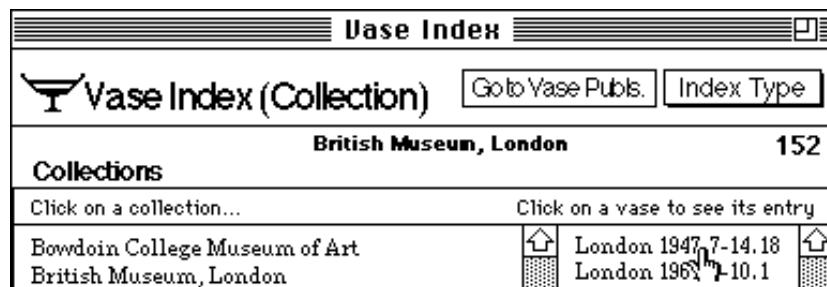 Vase Index
Vase Index (Collection)
Go to Vase Publs.
Index Type
British Museum, London
152
Collections
Click on a collection...
Click on a vase to see its entry
Bowdoin College Museum of Art
British Museum, London
London 1947,7-14.18
London